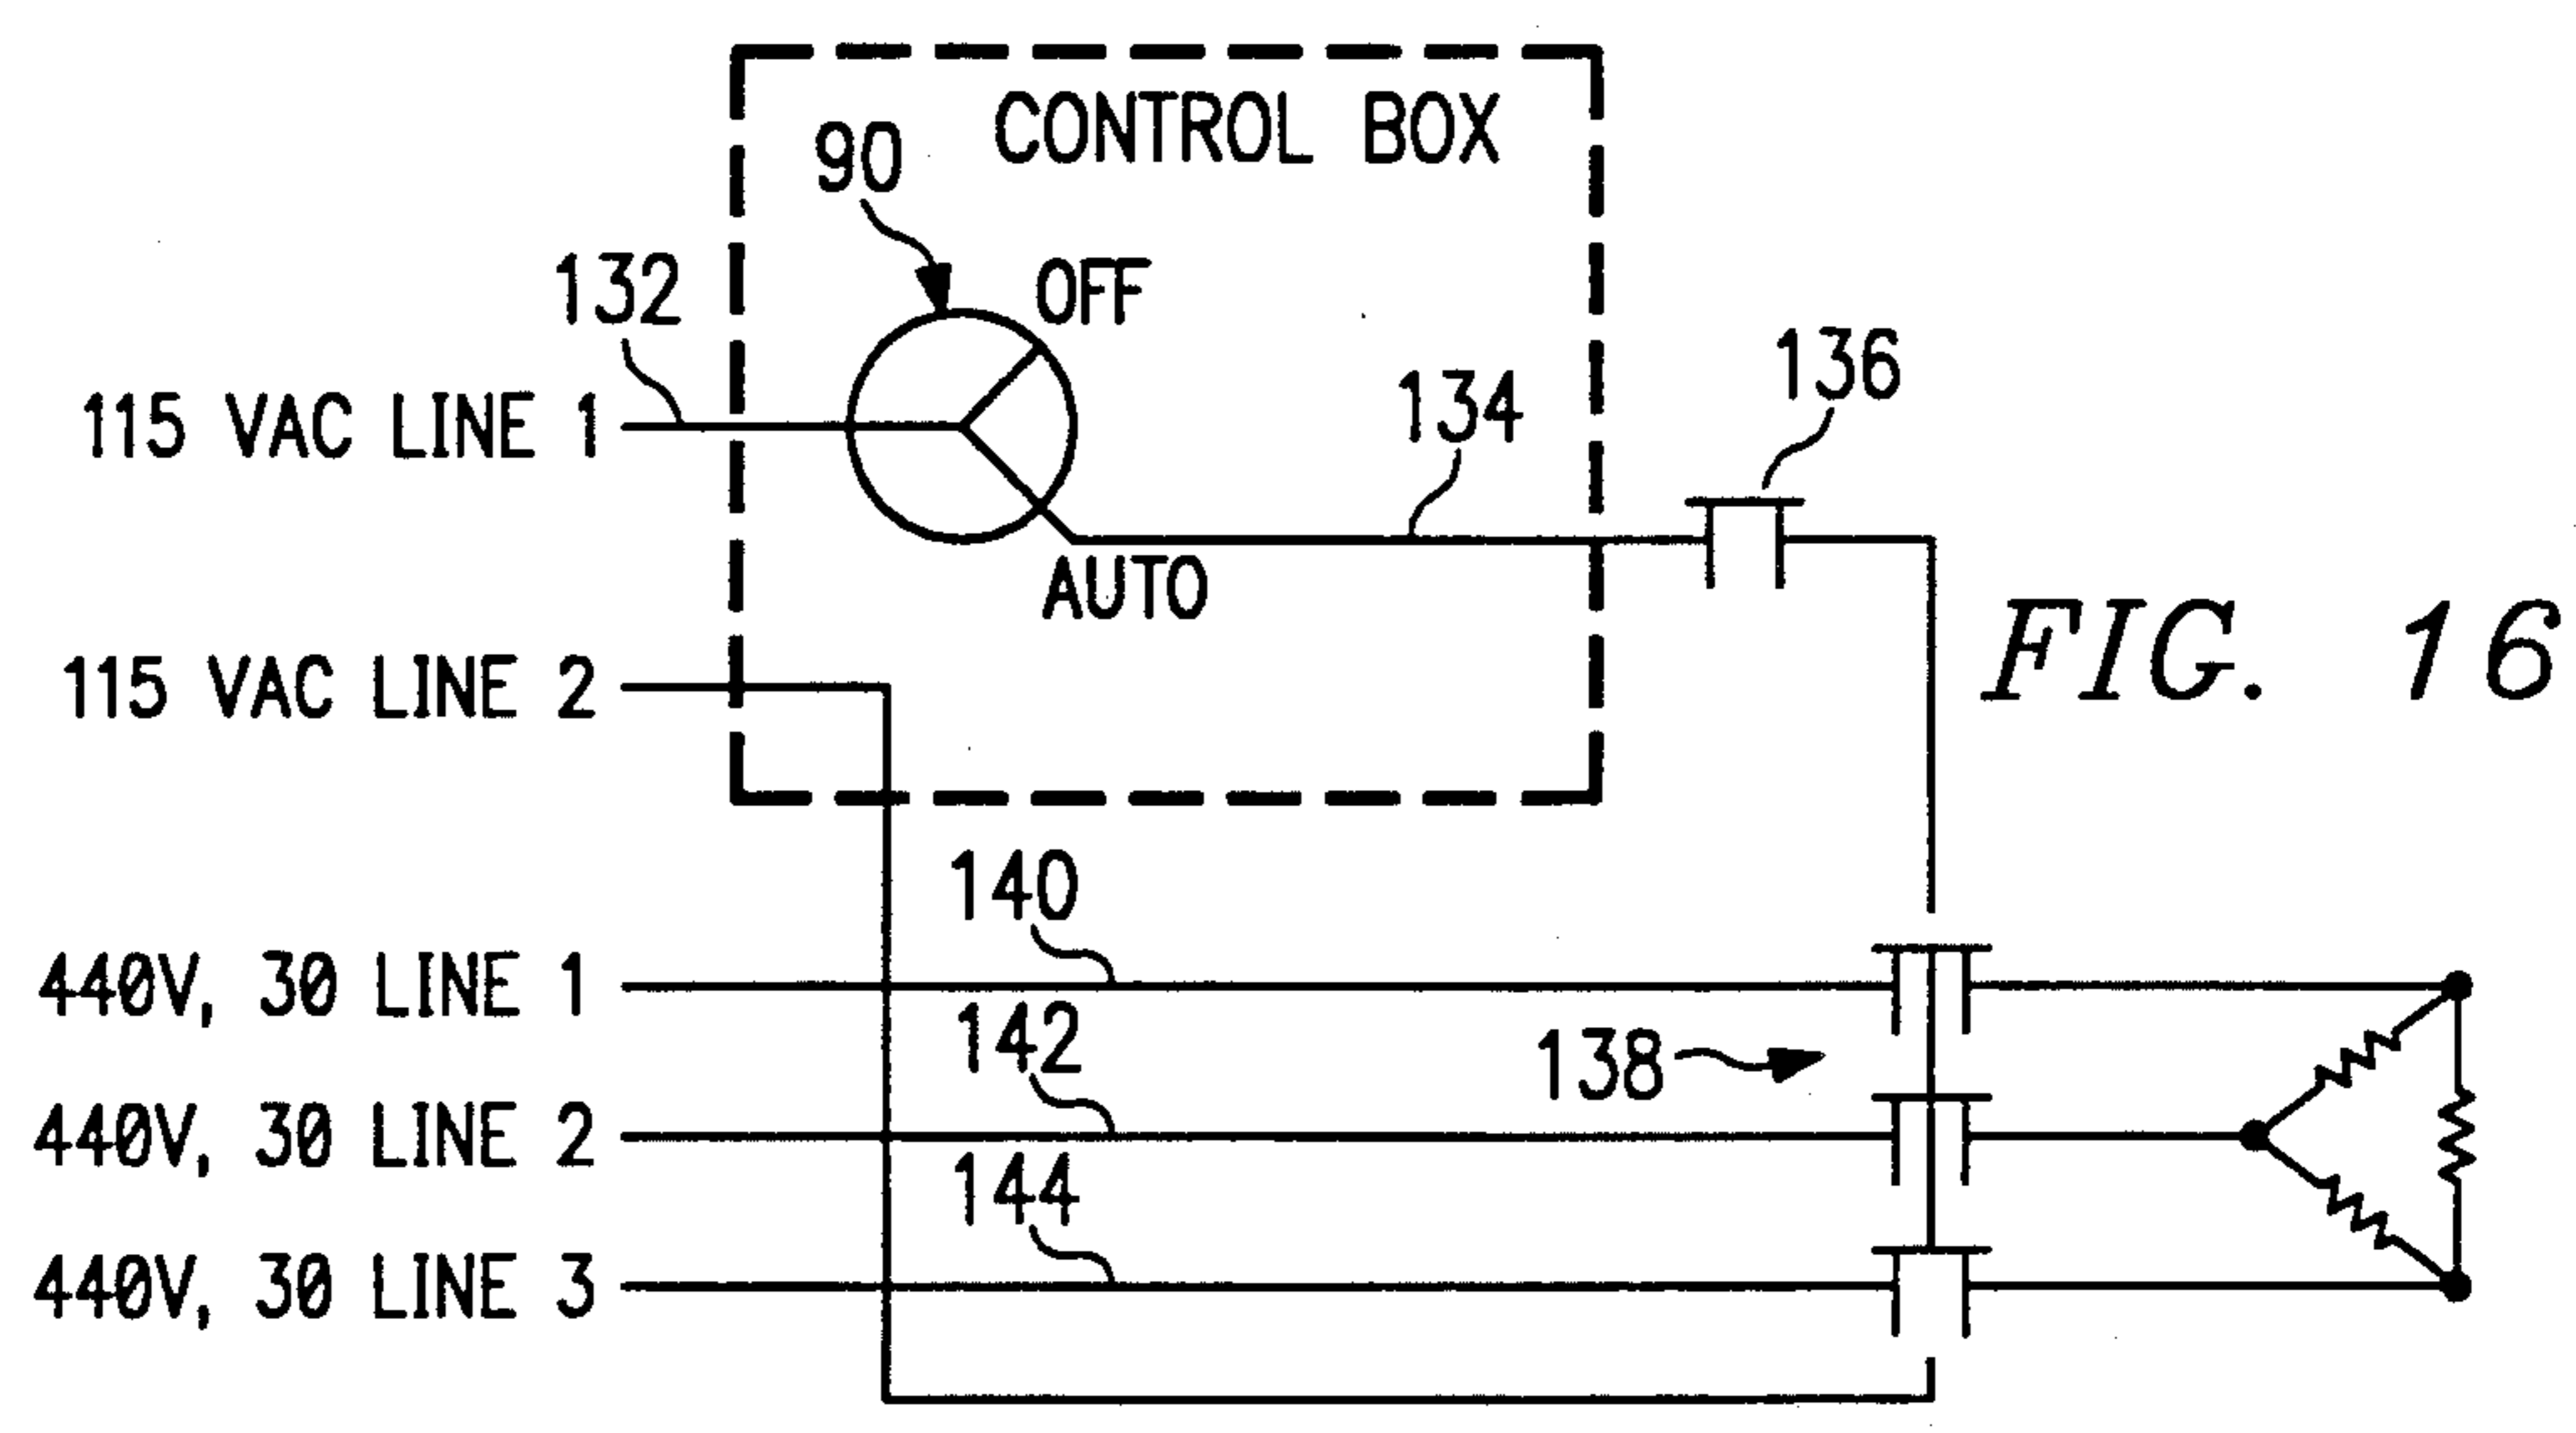 CONTROL BOX
90
OFF
132
115 VAC LINE 1
134
136
AUTO
115 VAC LINE 2
FIG. 16
140
440V, 30 LINE 1
142
138
440V, 30 LINE 2
144
440V, 30 LINE 3